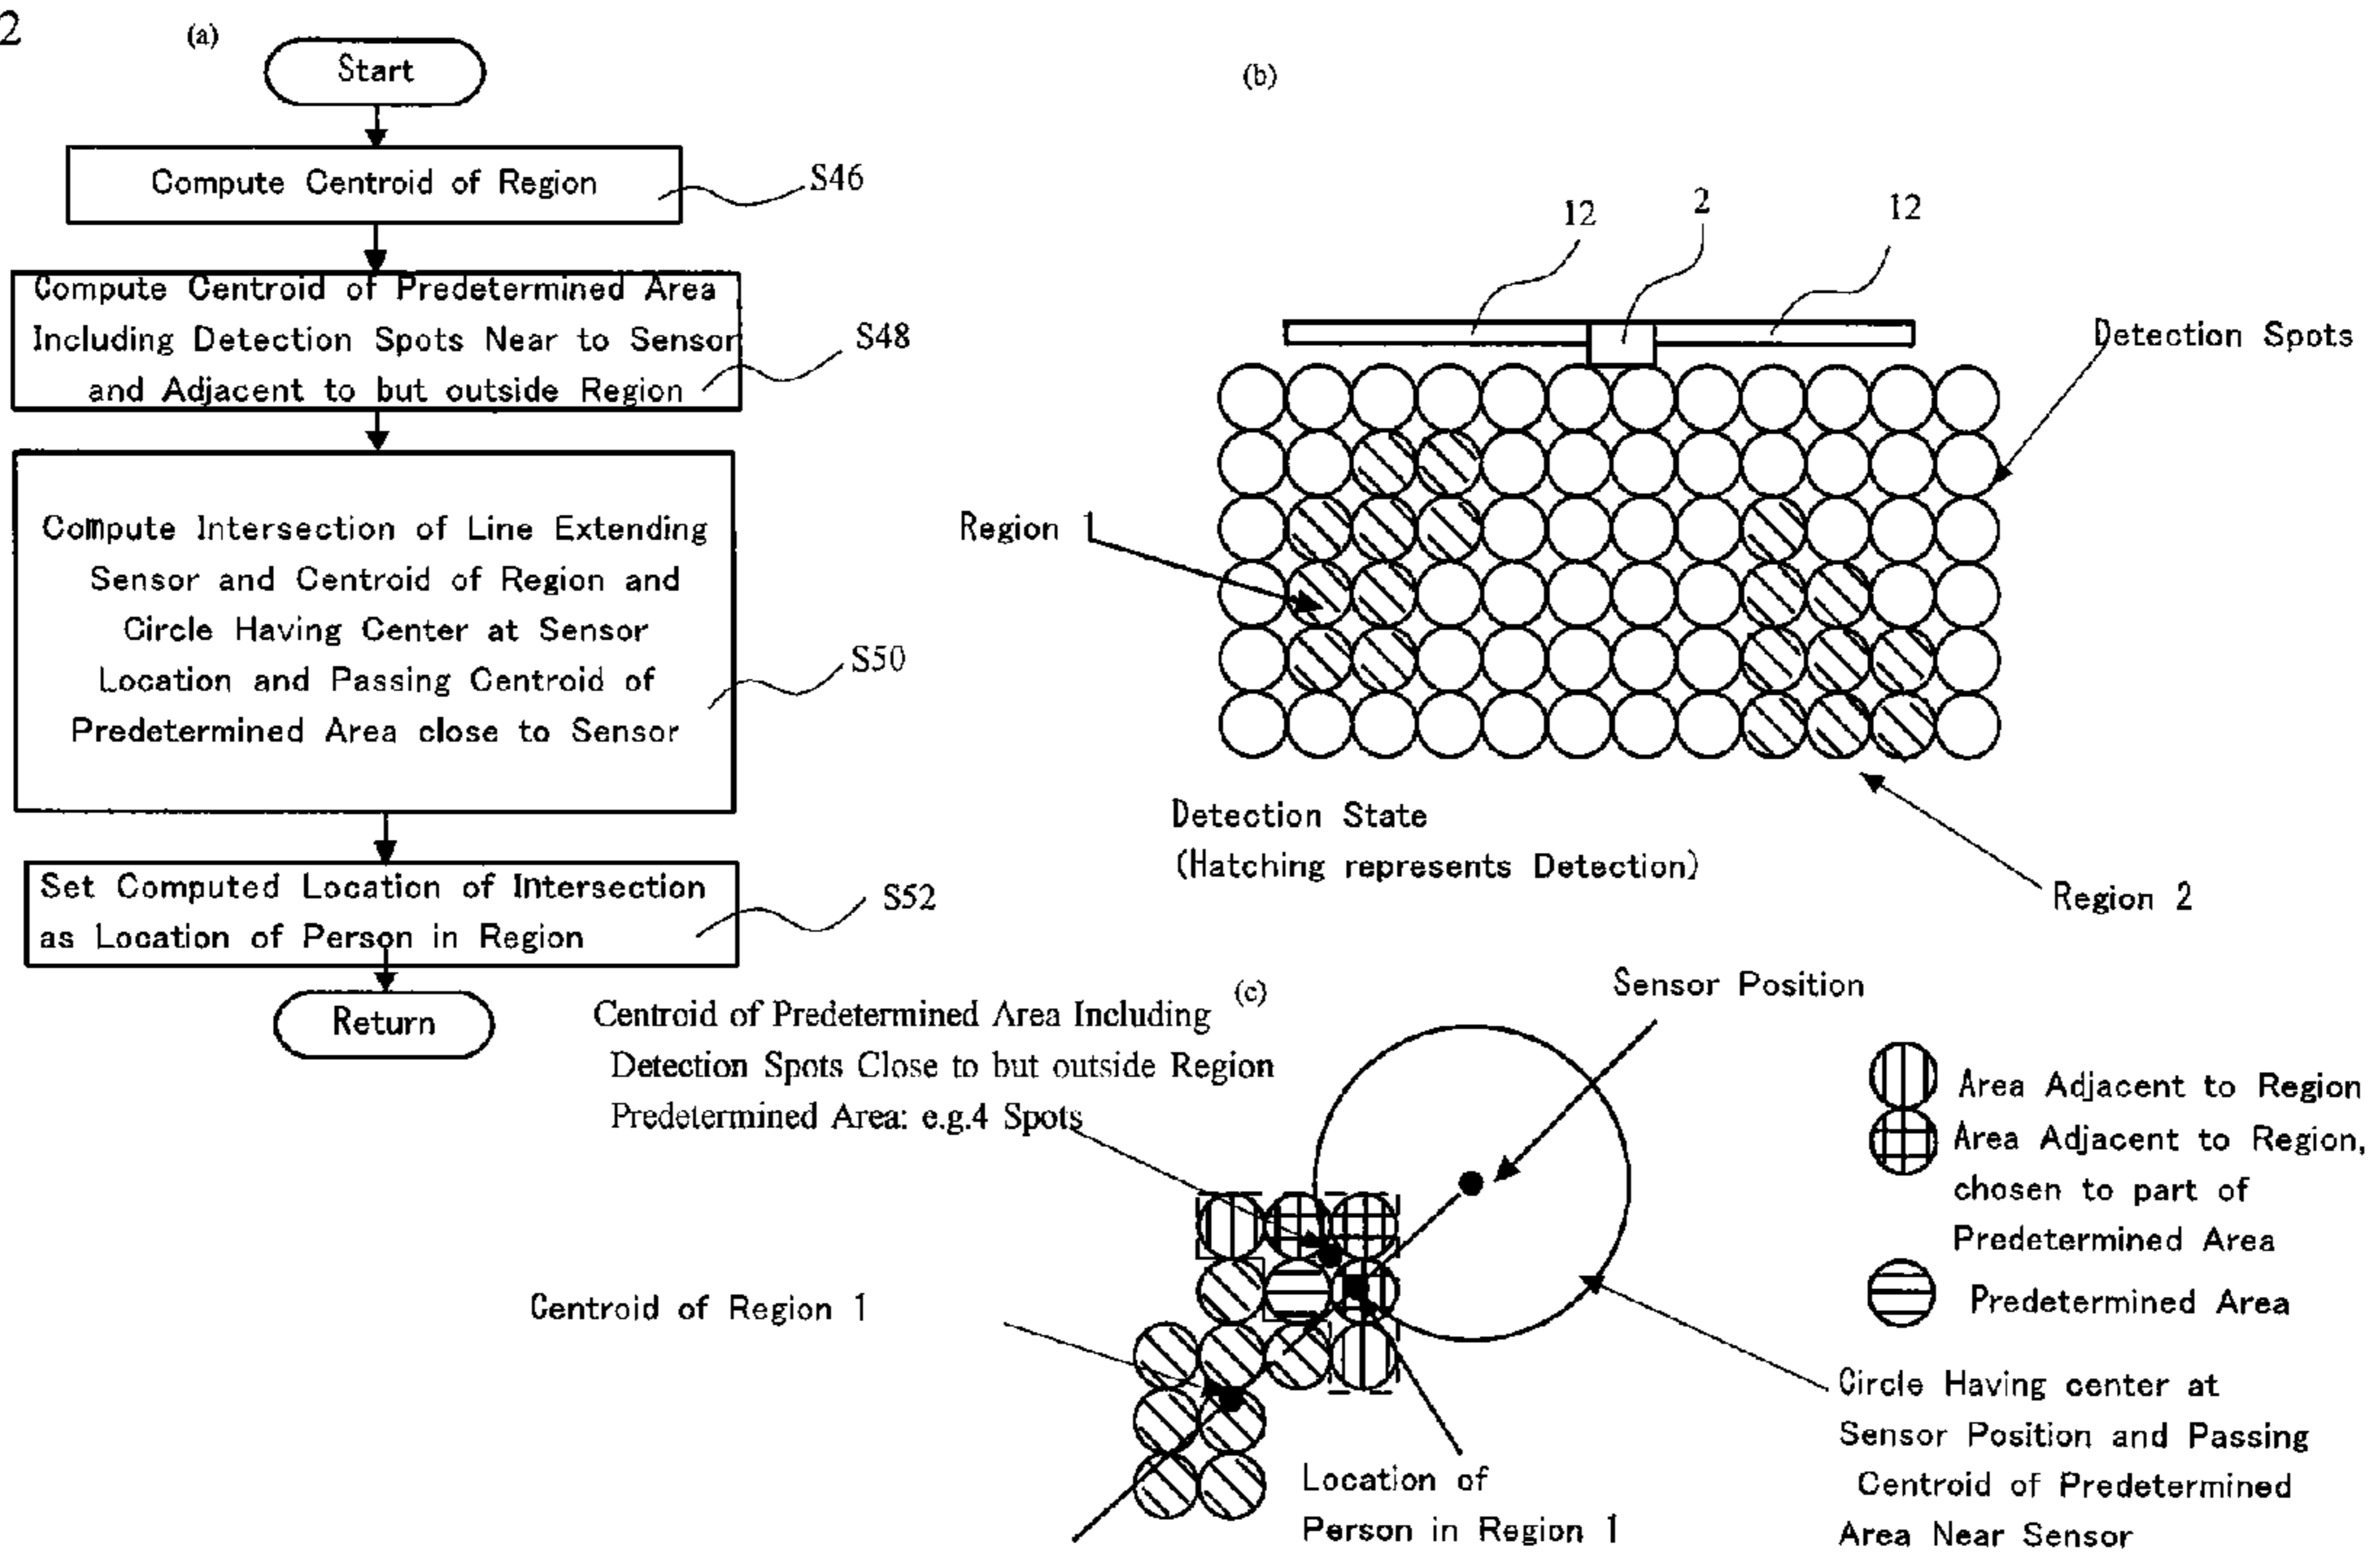 2
(a)
Start
Compute Centroid of Region
S46
Compute Centroid of Predetermined Area
Including Detection Spots Near to Sensor
and Adjacent to but outside Region
S48
Compute Intersection of Line Extending
Sensor and Centroid of Region and
Circle Having Center at Sensor
Location and Passing Centroid of
Predetermined Area close to Sensor
S50
Set Computed Location of Intersection
as Location of Person in Region
S52
Return
(b)
12
2
12
Detection Spots
Region 1
Detection State
(Hatching represents Detection)
Region 2
(c)
Centroid of Predetermined Area Including
Detection Spots Close to but outside Region
Predetermined Area: e.g.4 Spots
Sensor Position
Area Adjacent to Region
Area Adjacent to Region,
chosen to part of
Predetermined Area
Predetermined Area
Centroid of Region 1
Circle Having center at
Sensor Position and Passing
Centroid of Predetermined
Area Near Sensor
Location of
Person in Region 1